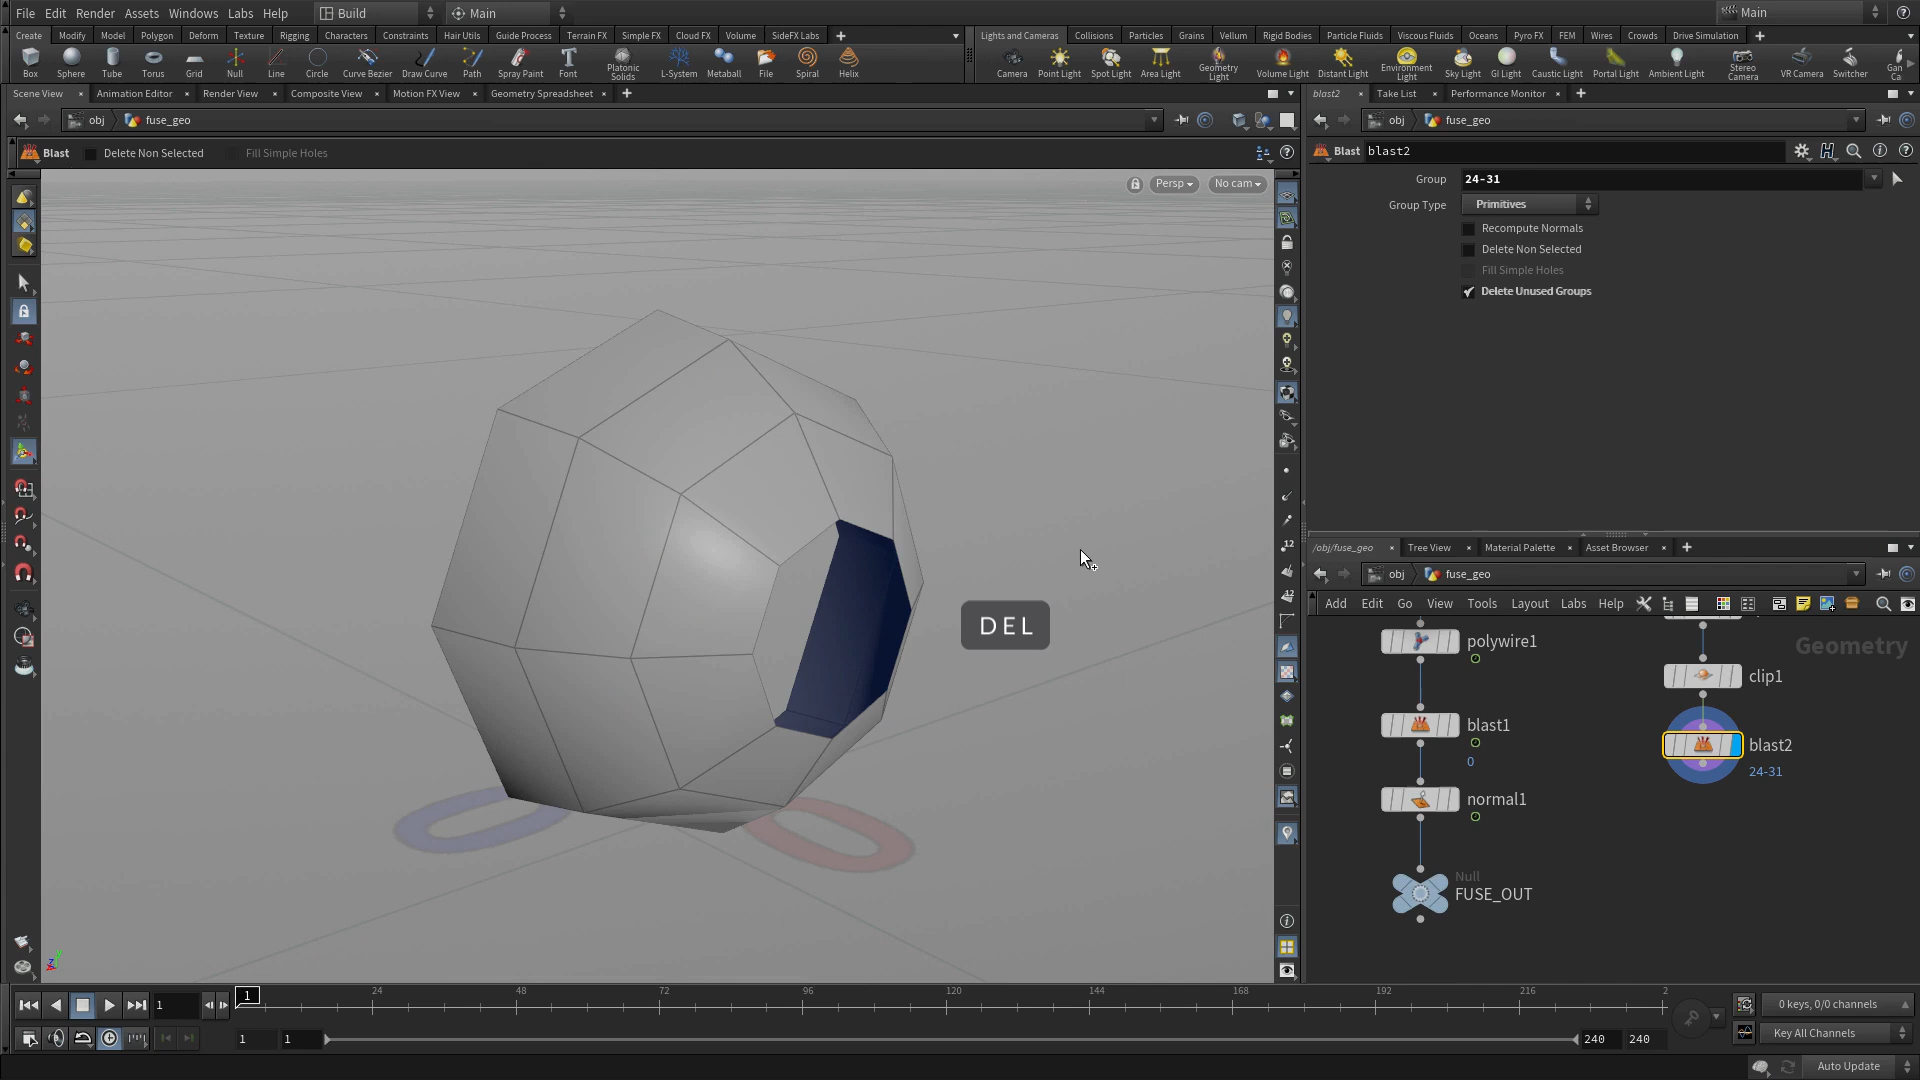 File Edit Render Assets Windows Labs Help Build Main Main
Create Modify Model Polygon Deform Texture Rigging Characters Constraints Hair Utils Guide Process Terrain FX Simple FX Cloud FX Volume SideFX Labs
Lights and Cameras Collisions Particles Grains Vellum Rigid Bodies Particle Fluids Viscous Fluids Oceans Pyro FX FEM Wires Crowds Drive Simulation
Box Sphere Tube Torus Grid Null Line Circle Curve Bezier Draw Curve Path Spray Paint Font Platonic Solids L-System Metaball File Spiral Helix
Camera Point Light Spot Light Area Light Geometry Light Volume Light Distant Light Environment Light Sky Light GI Light Caustic Light Portal Light Ambient Light Stereo Camera VR Camera Switcher Gan Ca
Scene View Animation Editor Render View Composite View Motion FX View Geometry Spreadsheet
blast2 Take List Performance Monitor
obj fuse_geo
obj fuse_geo
Blast Delete Non Selected Fill Simple Holes
Blast blast2
Persp No cam
Group 24-31
Group Type Primitives
Recompute Normals
Delete Non Selected
Fill Simple Holes
Delete Unused Groups
DEL
/obj/fuse_geo Tree View Material Palette Asset Browser
obj fuse_geo
Add Edit Go View Tools Layout Labs Help
Geometry
polywire1
clip1
blast1
0
blast2
24-31
normal1
Null
FUSE_OUT
12
12
z y
1 1 24 48 72 96 120 144 168 192 216 2
0 keys, 0/0 channels
1 1 240 240
Key All Channels
Auto Update